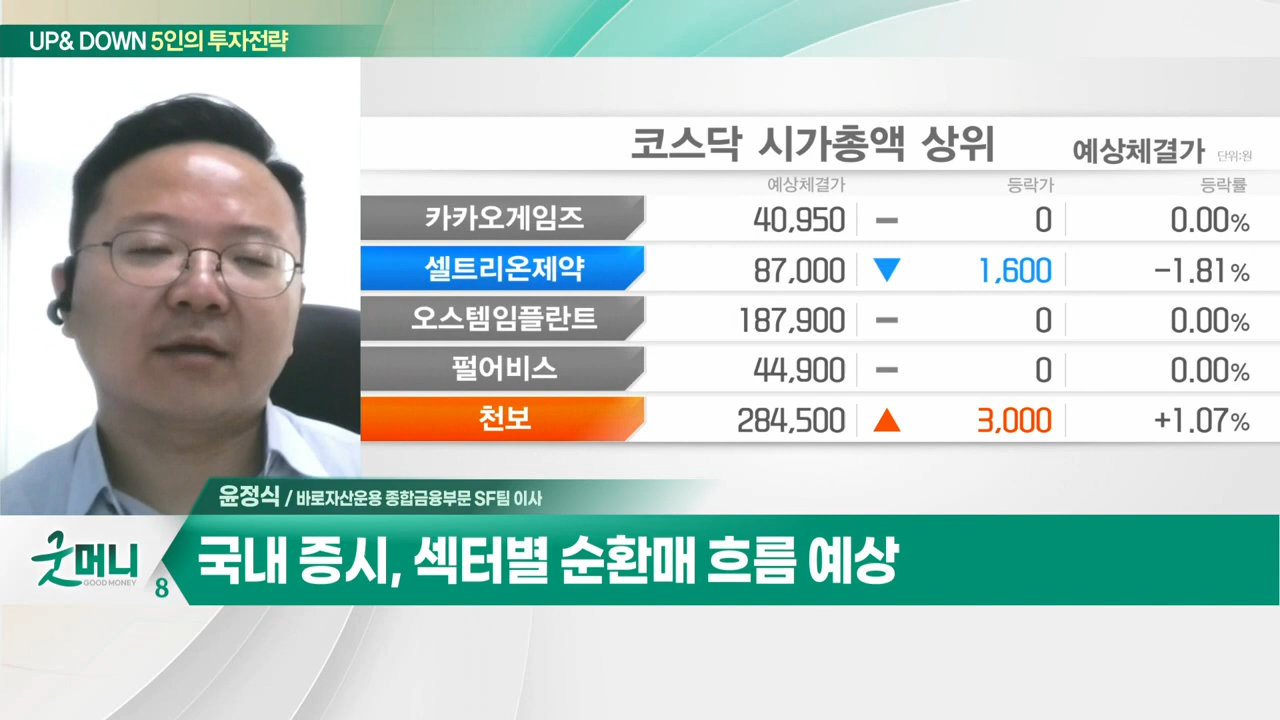 UP& DOWN 5인의 투자전략
코스닥 시가총액 상위 예상체결가 단위:원
예상체결가 등락가 등락률
카카오게임즈 40,950 0 0.00%
셀트리온제약 87,000 ▼ 1,600 -1.81%
오스템임플란트 187,900 0 0.00%
펄어비스 44,900 0 0.00%
천보 284,500 ▲ 3,000 +1.07%
윤정식 / 바로자산운용 종합금융부문 SF팀 이사
굿머니
GOOD MONEY
8
국내 증시, 섹터별 순환매 흐름 예상